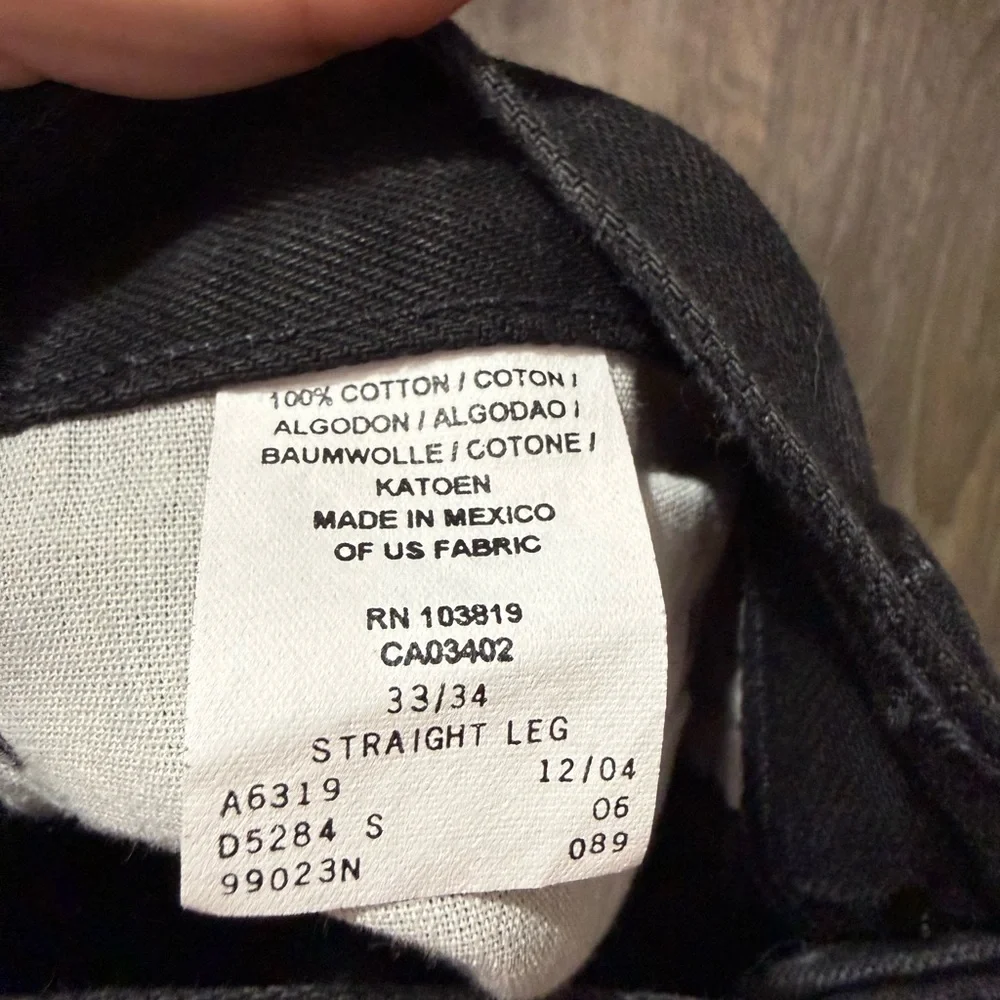 100% COTTON / COTON /
ALGODON / ALGODAO /
BAUMWOLLE / COTONE /
KATOEN
MADE IN MEXICO
OF US FABRIC
RN 103819
CA03402
33/34
STRAIGHT LEG
A6319 12/04
D5284 S 06
99023N 089